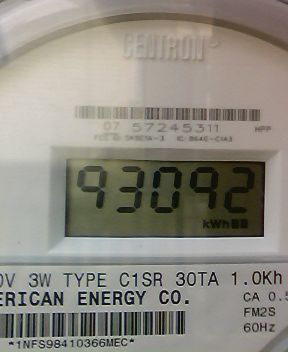 CENTRON®
07 57245311 HPP
93092
kWh
0V 3W TYPE C1SR 30TA 1.0Kh
ERICAN ENERGY CO.
CA 0.5
FM2S
60Hz
*1NFS98410366MEC*